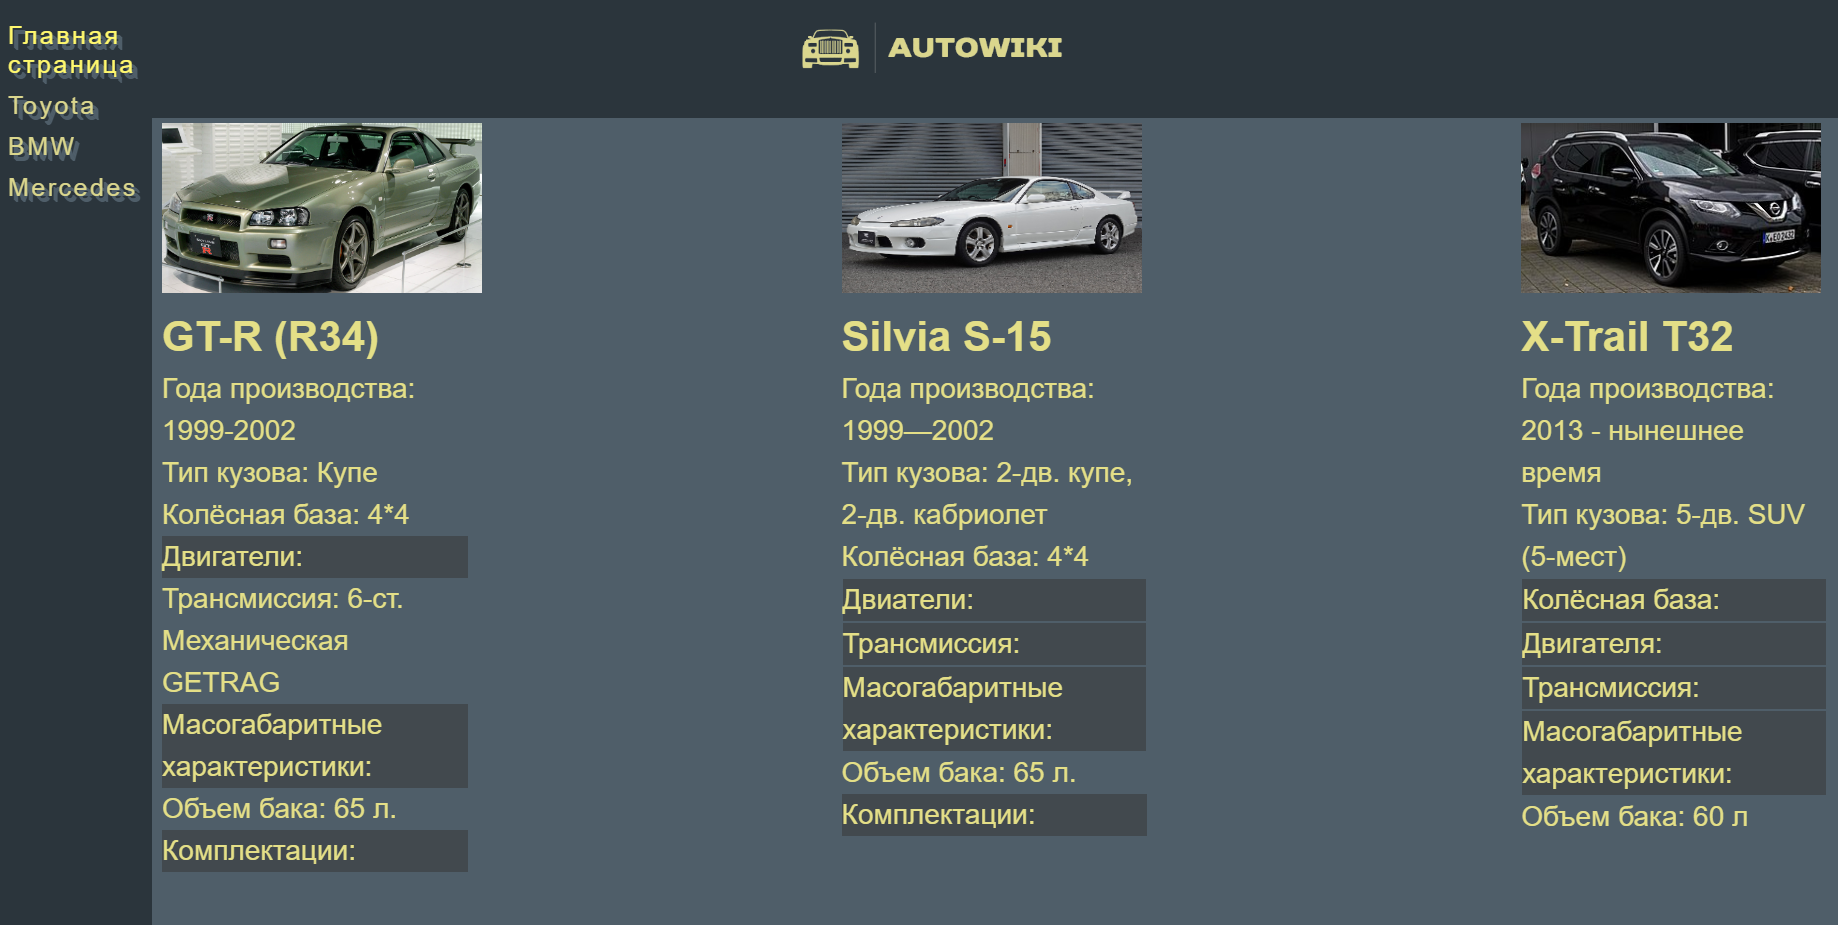 Главная
страница
Toyota
BMW
Mercedes
AUTOWIKI
GT-R (R34)
Года производства:
1999-2002
Тип кузова: Купе
Колёсная база: 4*4
Двигатели:
Трансмиссия: 6-ст.
Механическая
GETRAG
Масогабаритные
характеристики:
Объем бака: 65 л.
Комплектации:
Silvia S-15
Года производства:
1999—2002
Тип кузова: 2-дв. купе,
2-дв. кабриолет
Колёсная база: 4*4
Двиатели:
Трансмиссия:
Масогабаритные
характеристики:
Объем бака: 65 л.
Комплектации:
X-Trail T32
Года производства:
2013 - нынешнее
время
Тип кузова: 5-дв. SUV
(5-мест)
Колёсная база:
Двигателя:
Трансмиссия:
Масогабаритные
характеристики:
Объем бака: 60 л